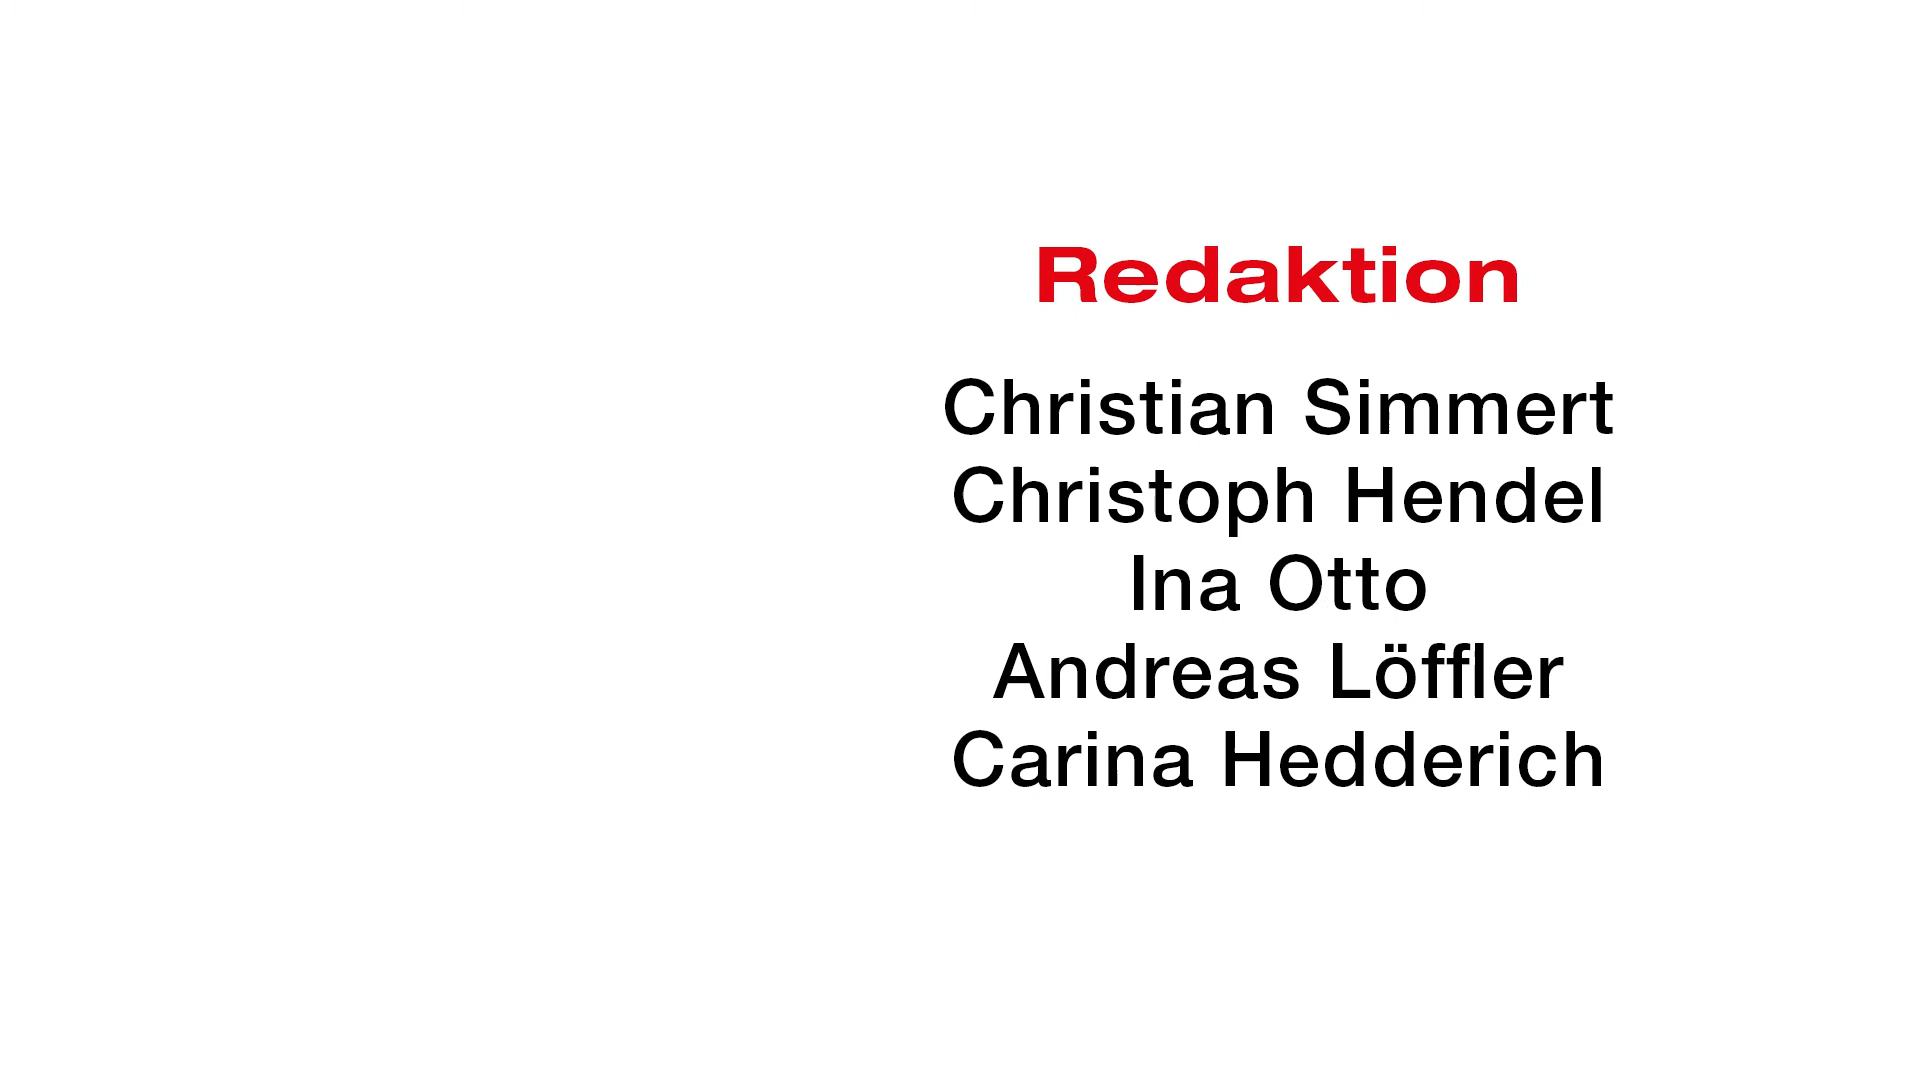 Redaktion
Christian Simmert
Christoph Hendel
Ina Otto
Andreas Löffler
Carina Hedderich